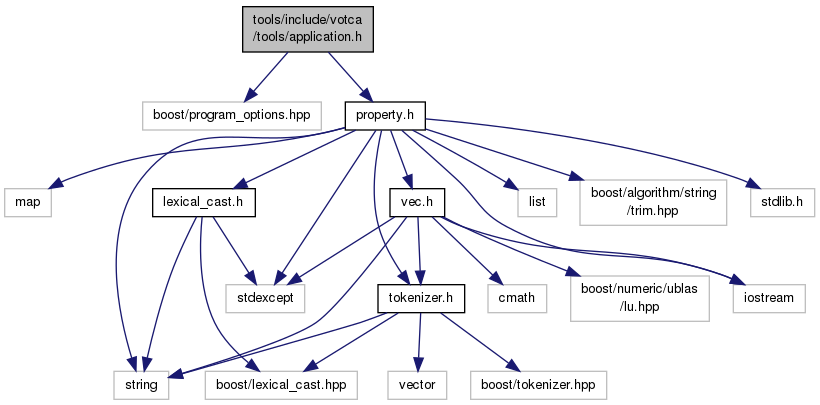 tools/include/votca
/tools/application.h
boost/program_options.hpp
property.h
map
lexical_cast.h
vec.h
list
boost/algorithm/string
/trim.hpp
stdlib.h
stdexcept
tokenizer.h
cmath
boost/numeric/ublas
/lu.hpp
iostream
string
boost/lexical_cast.hpp
vector
boost/tokenizer.hpp